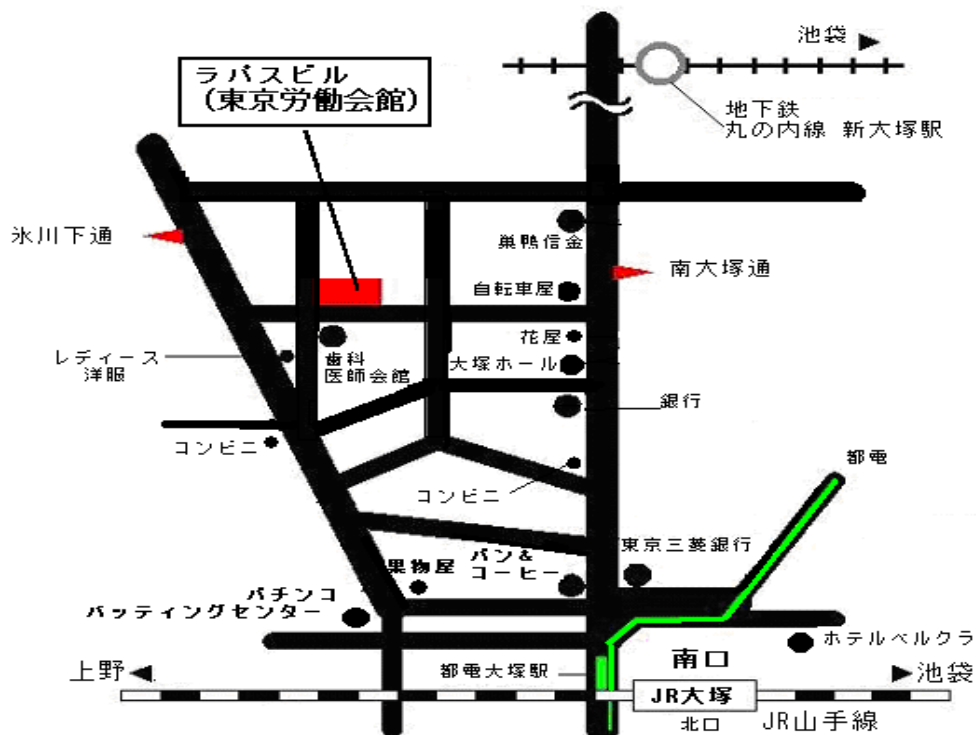 池袋
ラパスビル
(東京労働会館)
地下鉄
丸の内線 新大塚駅
氷川下通
巣鴨信金
南大塚通
自転車屋
花屋
レディース
洋服
歯科
医師会館
大塚ホール
銀行
コンビニ
都電
コンビニ
東京三菱銀行
果物屋
パン&
コーヒー
パチンコ
バッティングセンター
ホテルベルクラ
南口
上野
都電大塚駅
池袋
JR大塚
北口
JR山手線